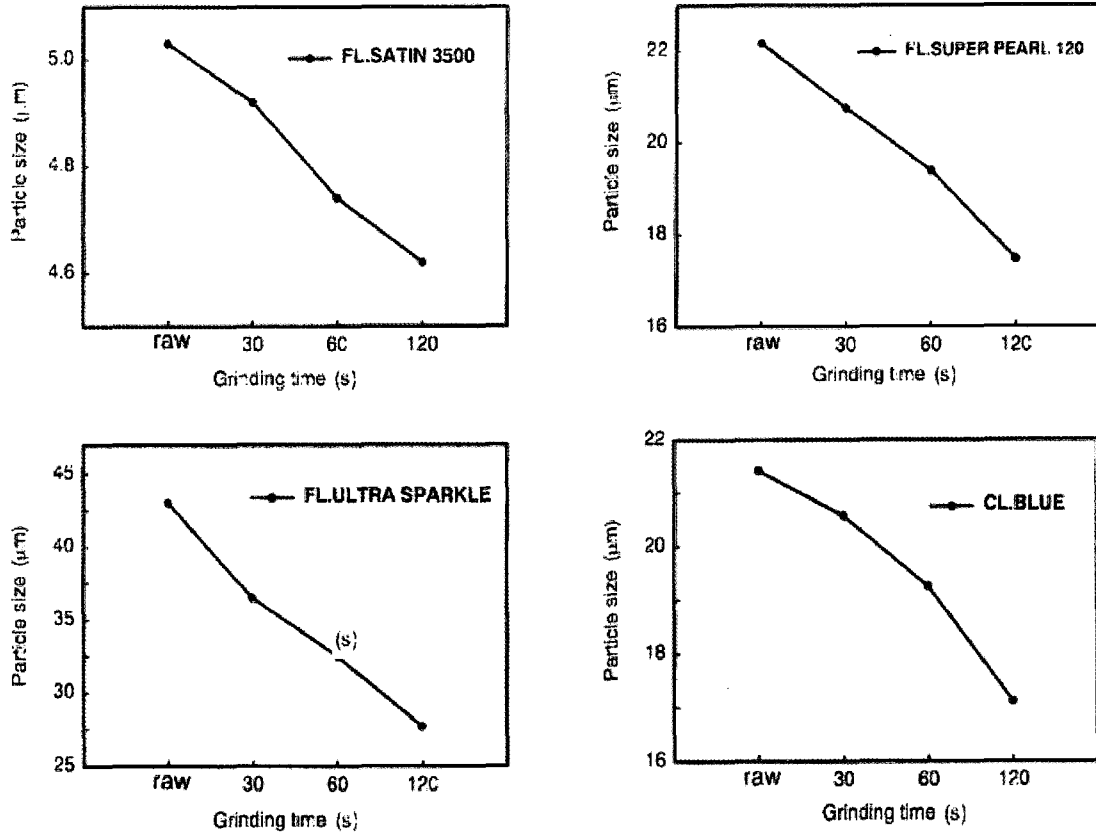 FL.SATIN 3500
5.0
4.8
4.6
Particle size (μm)
raw 30 60 120
Grinding time (s)
FL.SUPER PEARL 120
22
20
18
16
Particle size (μm)
raw 30 60 120
Grinding time (s)
FL.ULTRA SPARKLE
45
40
35
30
25
(s)
Particle size (μm)
raw 30 60 120
Grinding time (s)
CL.BLUE
22
20
18
16
Particle size (μm)
raw 30 60 120
Grinding time (s)